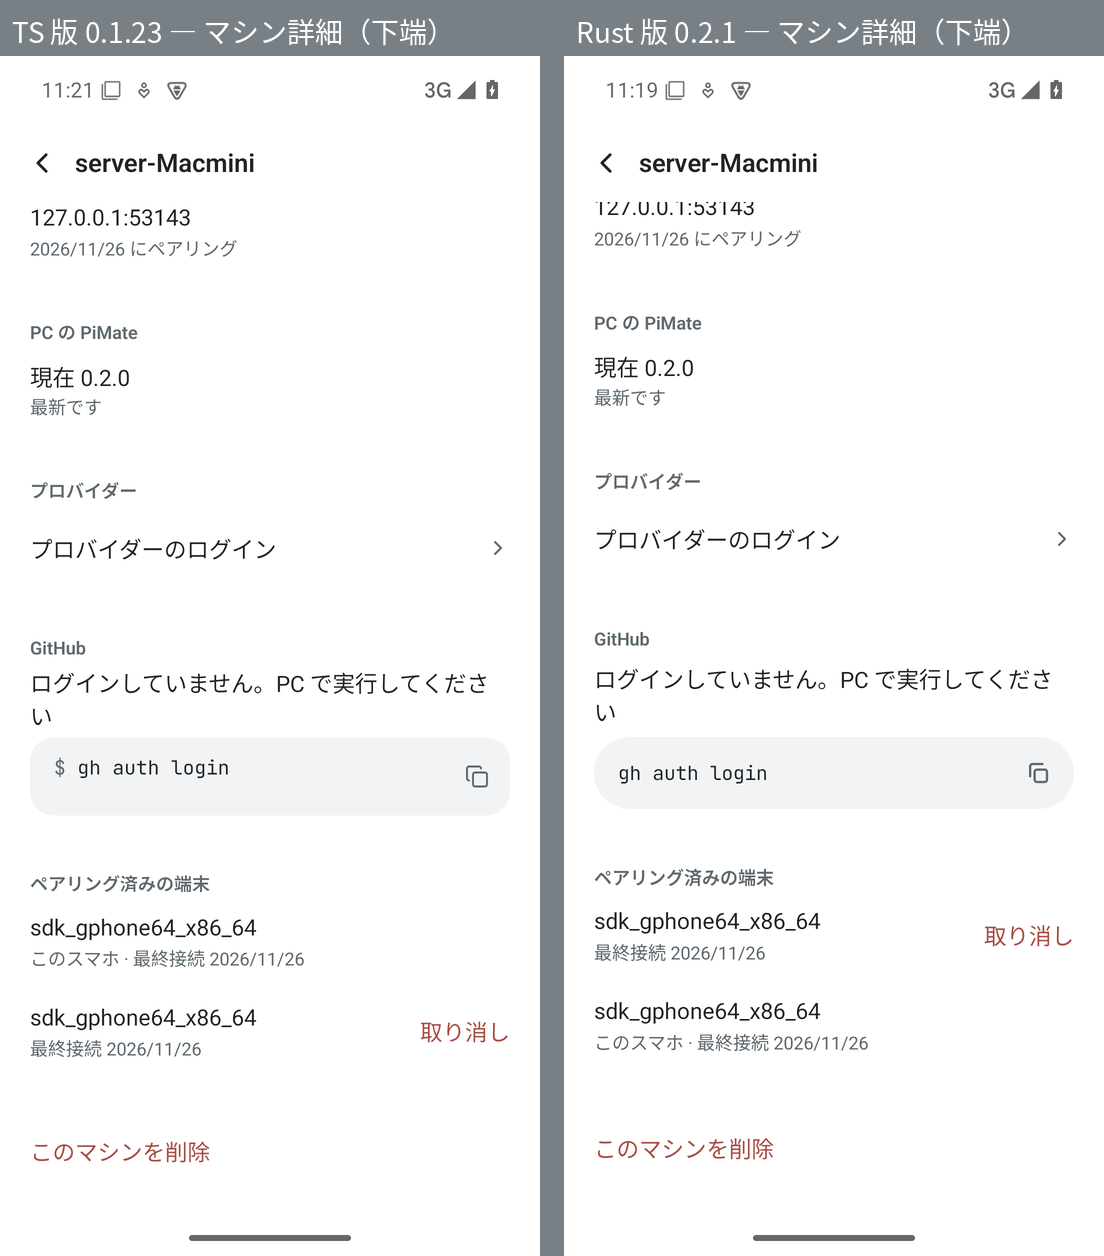 TS 版 0.1.23 — マシン詳細（下端）
11:21
3G
server-Macmini
127.0.0.1:53143
2026/11/26 にペアリング
PC の PiMate
現在 0.2.0
最新です
プロバイダー
プロバイダーのログイン
GitHub
ログインしていません。PC で実行してくださ
い
$ gh auth login
ペアリング済みの端末
sdk_gphone64_x86_64
このスマホ · 最終接続 2026/11/26
sdk_gphone64_x86_64
最終接続 2026/11/26
取り消し
このマシンを削除
Rust 版 0.2.1 — マシン詳細（下端）
11:19
3G
server-Macmini
127.0.0.1:53143
2026/11/26 にペアリング
PC の PiMate
現在 0.2.0
最新です
プロバイダー
プロバイダーのログイン
GitHub
ログインしていません。PC で実行してくださ
い
gh auth login
ペアリング済みの端末
sdk_gphone64_x86_64
最終接続 2026/11/26
取り消し
sdk_gphone64_x86_64
このスマホ · 最終接続 2026/11/26
このマシンを削除